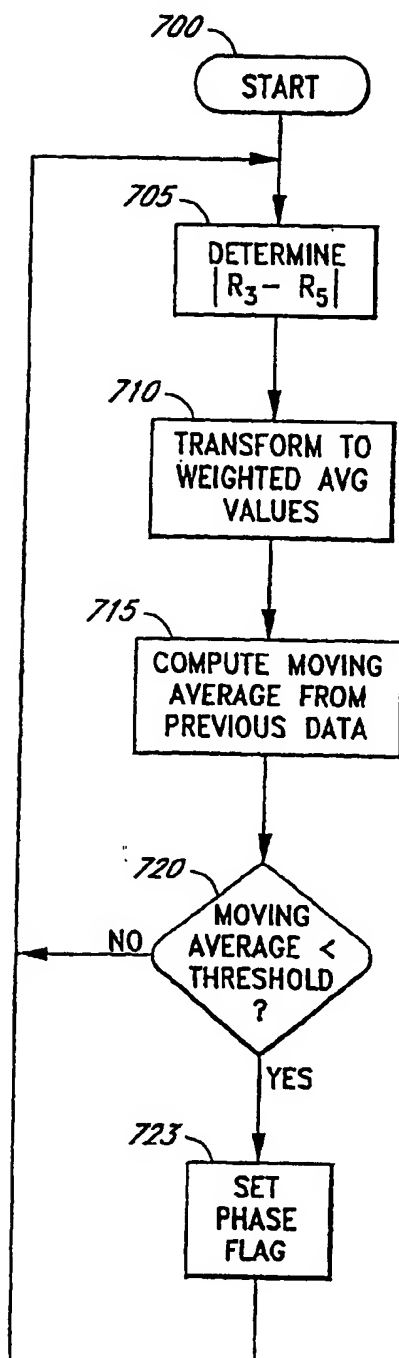 700
START
705
DETERMINE
|R₃ – R₅|
710
TRANSFORM TO
WEIGHTED AVG
VALUES
715
COMPUTE MOVING
AVERAGE FROM
PREVIOUS DATA
720
MOVING
AVERAGE <
THRESHOLD
?
NO
YES
723
SET
PHASE
FLAG